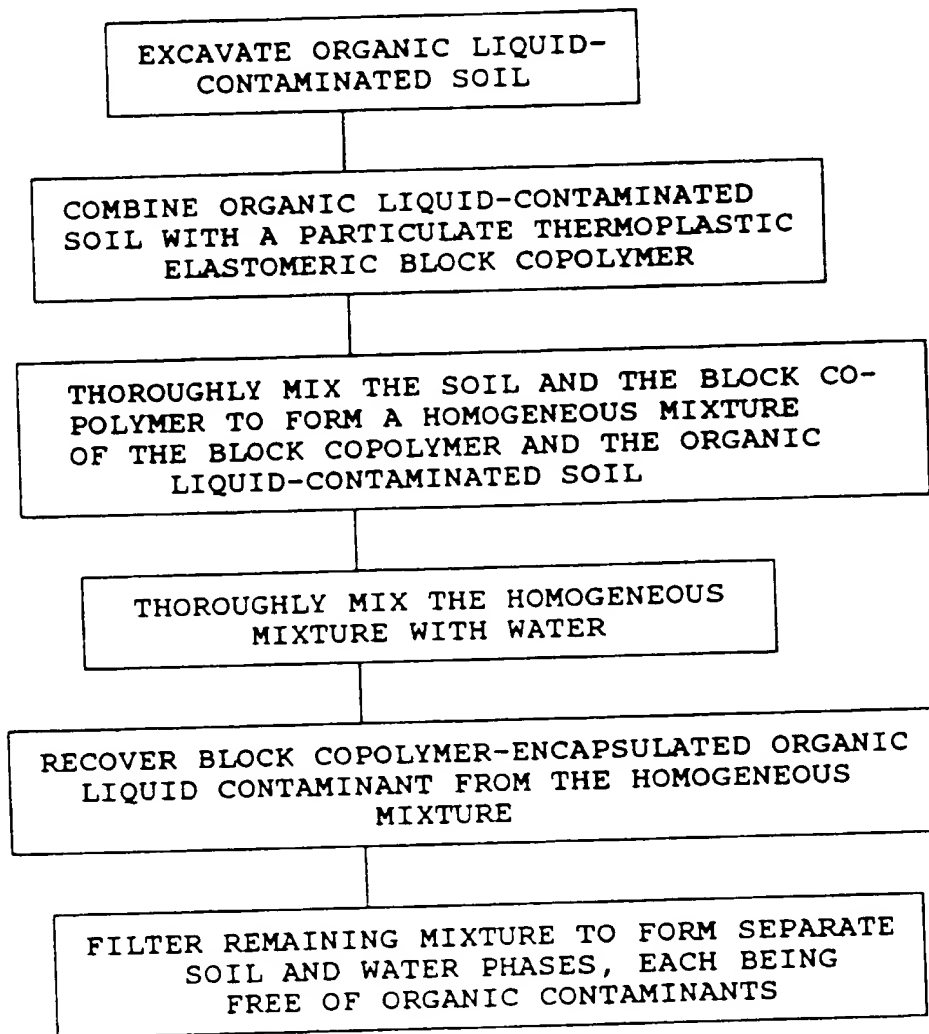 EXCAVATE ORGANIC LIQUID-
CONTAMINATED SOIL
COMBINE ORGANIC LIQUID-CONTAMINATED
SOIL WITH A PARTICULATE THERMOPLASTIC
ELASTOMERIC BLOCK COPOLYMER
THOROUGHLY MIX THE SOIL AND THE BLOCK CO-
POLYMER TO FORM A HOMOGENEOUS MIXTURE
OF THE BLOCK COPOLYMER AND THE ORGANIC
LIQUID-CONTAMINATED SOIL
THOROUGHLY MIX THE HOMOGENEOUS
MIXTURE WITH WATER
RECOVER BLOCK COPOLYMER-ENCAPSULATED ORGANIC
LIQUID CONTAMINANT FROM THE HOMOGENEOUS
MIXTURE
FILTER REMAINING MIXTURE TO FORM SEPARATE
SOIL AND WATER PHASES, EACH BEING
FREE OF ORGANIC CONTAMINANTS